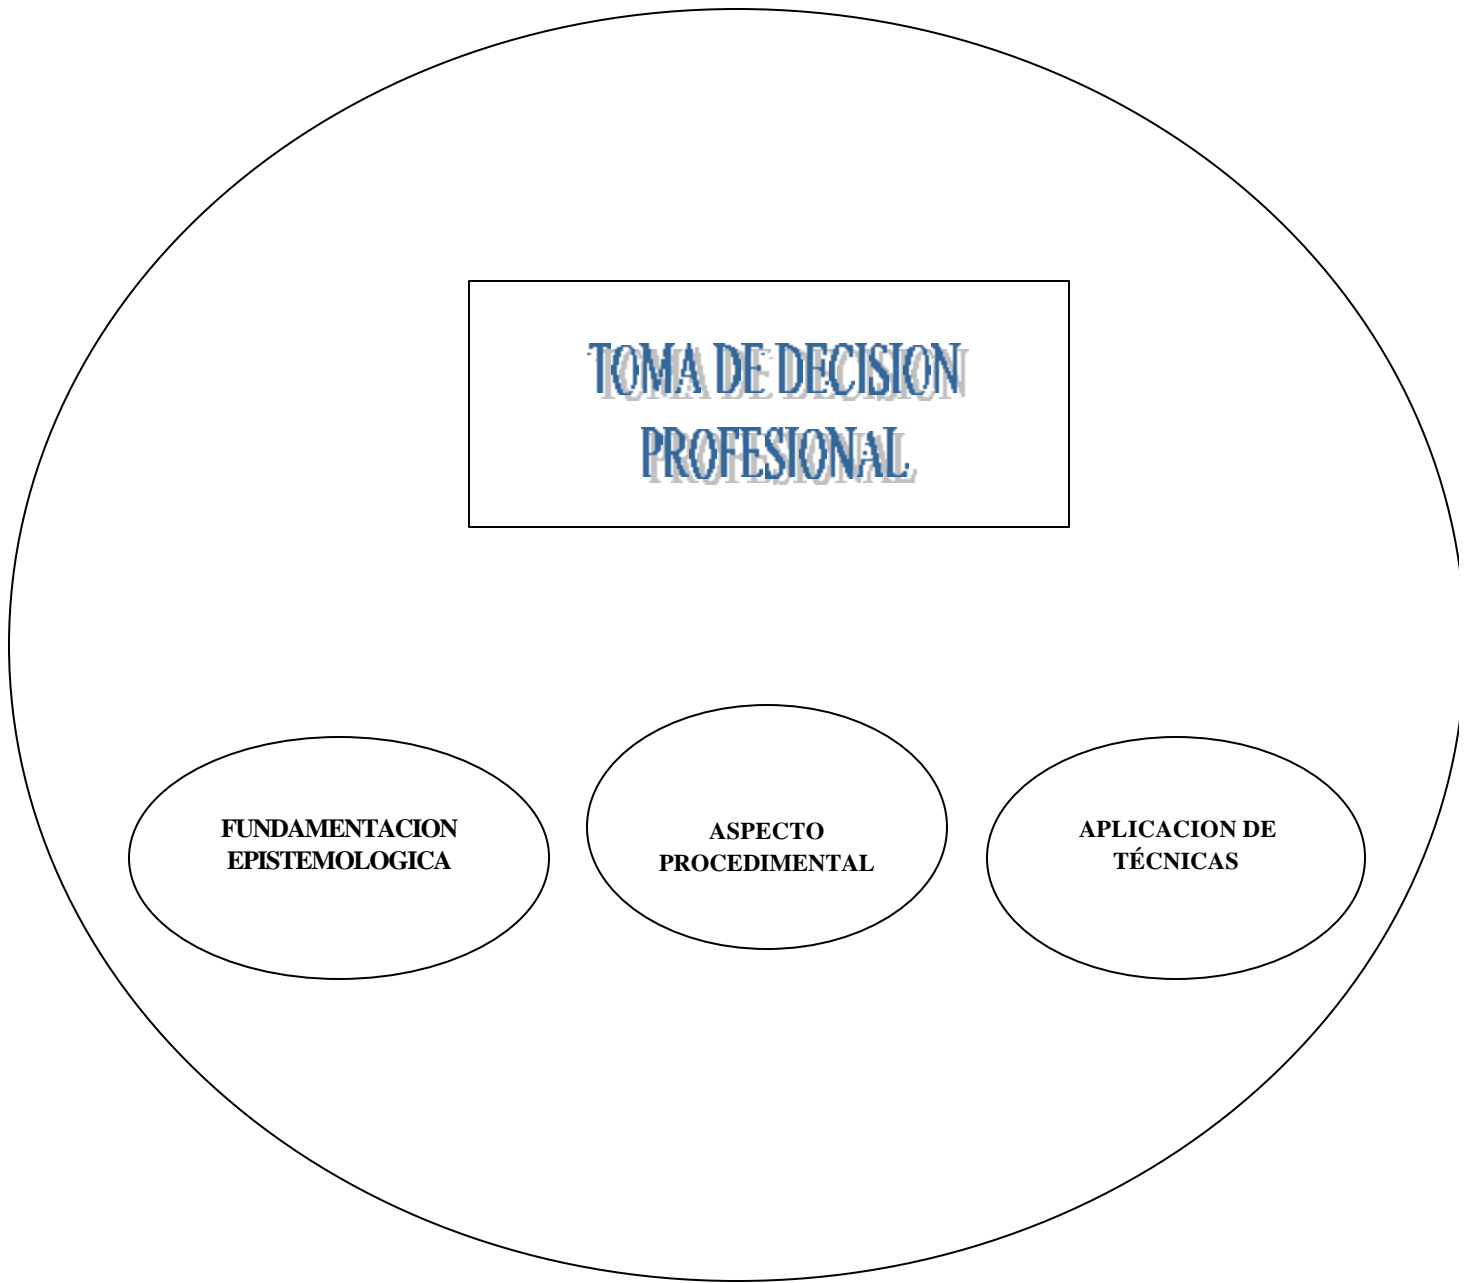 TOMA DE DECISION
PROFESIONAL
FUNDAMENTACION
EPISTEMOLOGICA
ASPECTO
PROCEDIMENTAL
APLICACION DE
TÉCNICAS